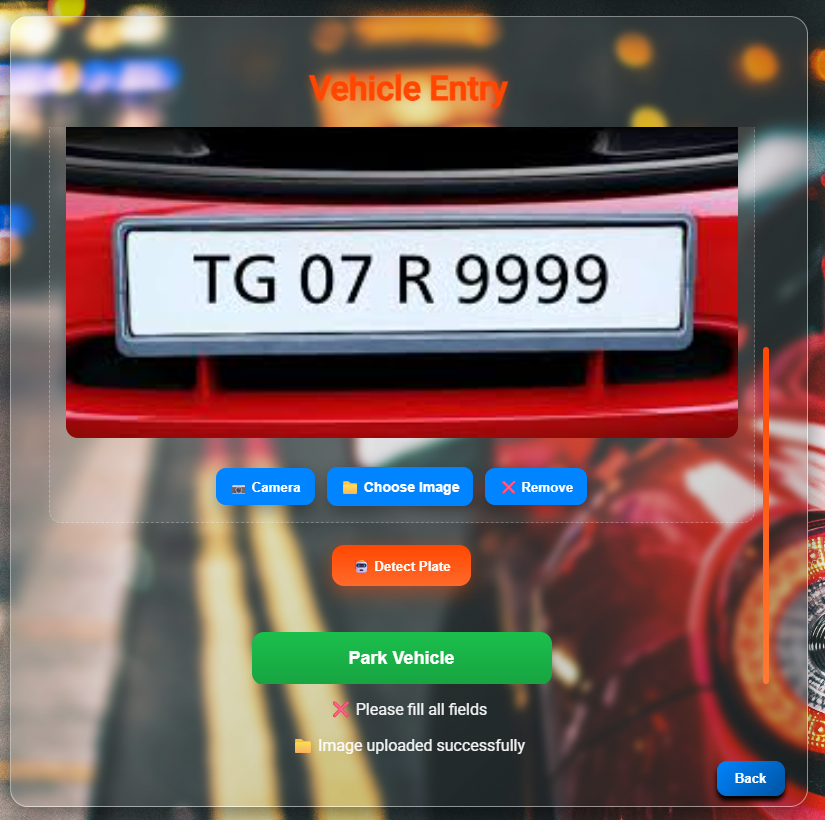 Vehicle Entry
TG 07 R 9999
📷 Camera
📁 Choose Image
❌ Remove
🤖 Detect Plate
Park Vehicle
❌ Please fill all fields
📁 Image uploaded successfully
Back